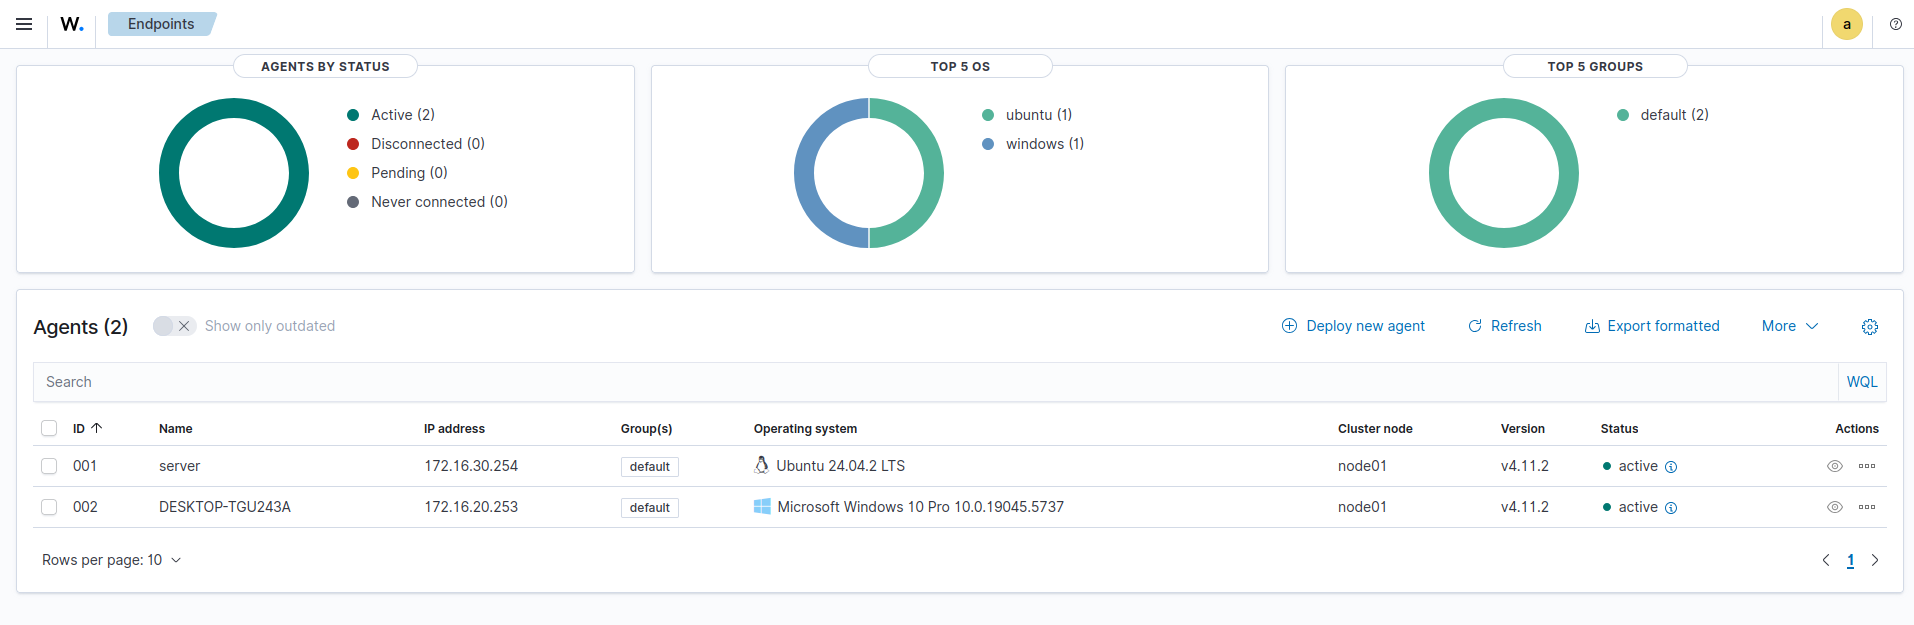 W. Endpoints a
AGENTS BY STATUS
Active (2)
Disconnected (0)
Pending (0)
Never connected (0)
TOP 5 OS
ubuntu (1)
windows (1)
TOP 5 GROUPS
default (2)
Agents (2) Show only outdated Deploy new agent Refresh Export formatted More
Search WQL
ID Name IP address Group(s) Operating system Cluster node Version Status Actions
001 server 172.16.30.254 default Ubuntu 24.04.2 LTS node01 v4.11.2 active
002 DESKTOP-TGU243A 172.16.20.253 default Microsoft Windows 10 Pro 10.0.19045.5737 node01 v4.11.2 active
Rows per page: 10 1